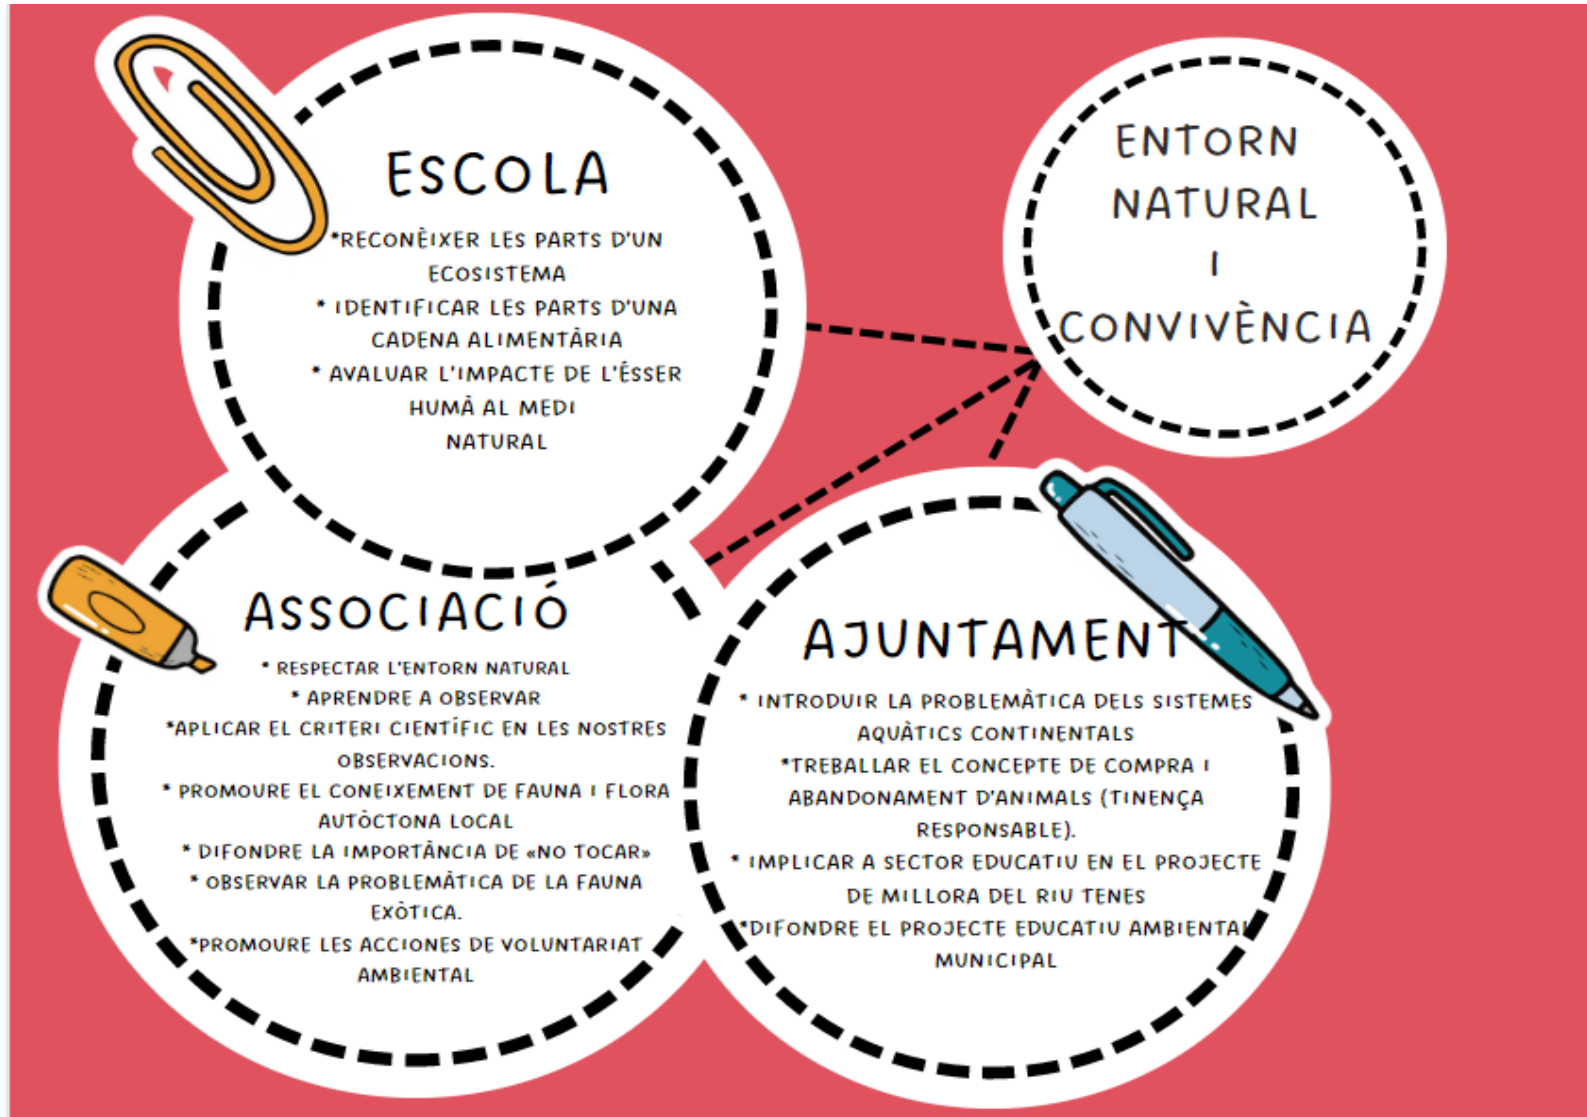 ESCOLA
*RECONÈIXER LES PARTS D'UN
ECOSISTEMA
* IDENTIFICAR LES PARTS D'UNA
CADENA ALIMENTÀRIA
* AVALUAR L'IMPACTE DE L'ÉSSER
HUMÀ AL MEDI
NATURAL
ENTORN
NATURAL
I
CONVIVÈNCIA
ASSOCIACIÓ
* RESPECTAR L'ENTORN NATURAL
* APRENDRE A OBSERVAR
*APLICAR EL CRITERI CIENTÍFIC EN LES NOSTRES
OBSERVACIONS.
* PROMOURE EL CONEIXEMENT DE FAUNA I FLORA
AUTÒCTONA LOCAL
* DIFONDRE LA IMPORTÀNCIA DE «NO TOCAR»
* OBSERVAR LA PROBLEMÀTICA DE LA FAUNA
EXÒTICA.
*PROMOURE LES ACCIONES DE VOLUNTARIAT
AMBIENTAL
AJUNTAMENT
* INTRODUIR LA PROBLEMÀTICA DELS SISTEMES
AQUÀTICS CONTINENTALS
*TREBALLAR EL CONCEPTE DE COMPRA I
ABANDONAMENT D'ANIMALS (TINENÇA
RESPONSABLE).
* IMPLICAR A SECTOR EDUCATIU EN EL PROJECTE
DE MILLORA DEL RIU TENES
*DIFONDRE EL PROJECTE EDUCATIU AMBIENTAL
MUNICIPAL